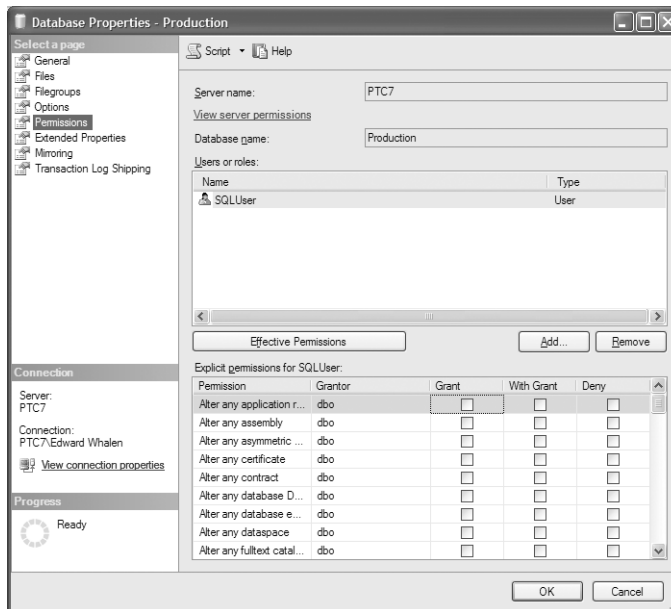 Database Properties - Production
Select a page
General
Files
Filegroups
Options
Permissions
Extended Properties
Mirroring
Transaction Log Shipping
Connection
Server:
PTC7
Connection:
PTC7\Edward Whalen
View connection properties
Progress
Ready
Script Help
Server name: PTC7
View server permissions
Database name: Production
Users or roles:
Name Type
SQLUser User
Effective Permissions Add... Remove
Explicit permissions for SQLUser:
Permission Grantor Grant With Grant Deny
Alter any application r... dbo
Alter any assembly dbo
Alter any asymmetric ... dbo
Alter any certificate dbo
Alter any contract dbo
Alter any database D... dbo
Alter any database e... dbo
Alter any dataspace dbo
Alter any fulltext catal... dbo
OK Cancel